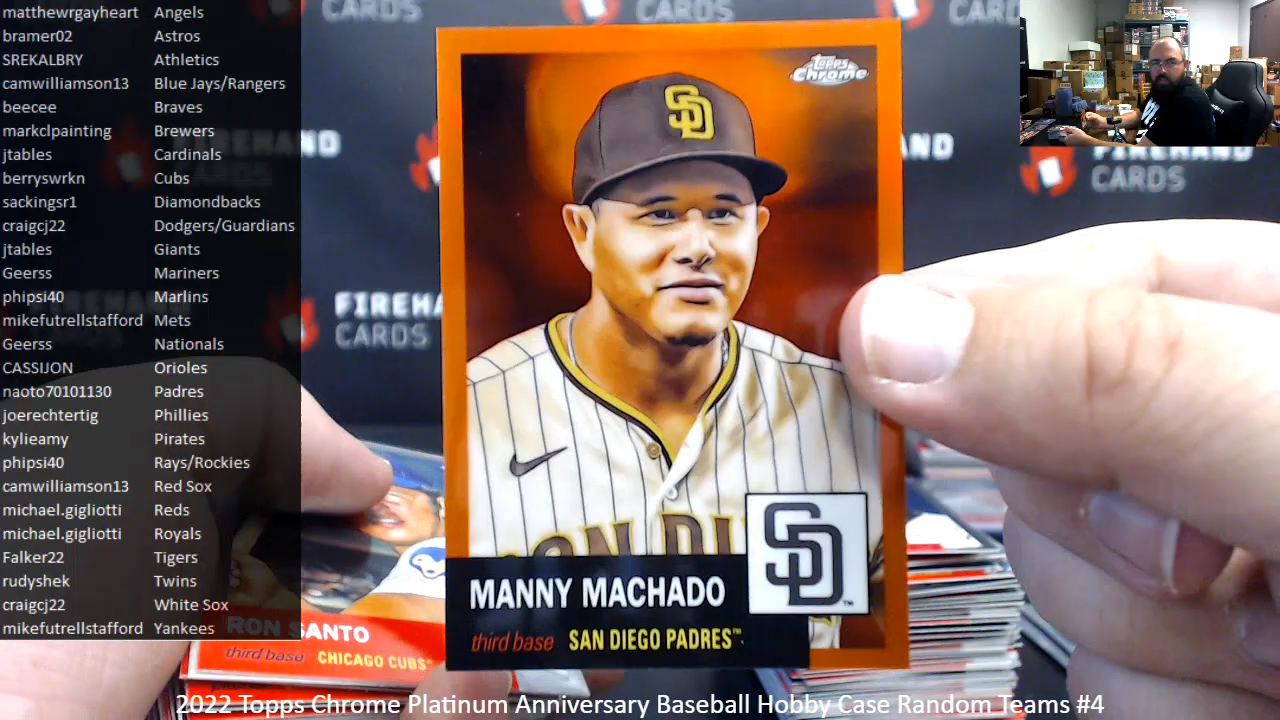 matthewrgayheart Angels
bramer02 Astros
SREKALBRY Athletics
camwilliamson13 Blue Jays/Rangers
beecee Braves
markclpainting Brewers
jtables Cardinals
berryswrkn Cubs
sackingsr1 Diamondbacks
craigcj22 Dodgers/Guardians
jtables Giants
Geerss Mariners
phipsi40 Marlins
mikefutrellstafford Mets
Geerss Nationals
CASSIJON Orioles
naoto70101130 Padres
joerechtertig Phillies
kylieamy Pirates
phipsi40 Rays/Rockies
camwilliamson13 Red Sox
michael.gigliotti Reds
michael.gigliotti Royals
Falker22 Tigers
rudyshek Twins
craigcj22 White Sox
mikefutrellstafford Yankees
CARDS
CARDS
CARD
Topps
Chrome
SD
FIREHAND
CARDS
FIREHAND
CARDS
SD
MANNY MACHADO
third base SAN DIEGO PADRES™
RON SANTO
third base CHICAGO CUBS
2022 Topps Chrome Platinum Anniversary Baseball Hobby Case Random Teams #4